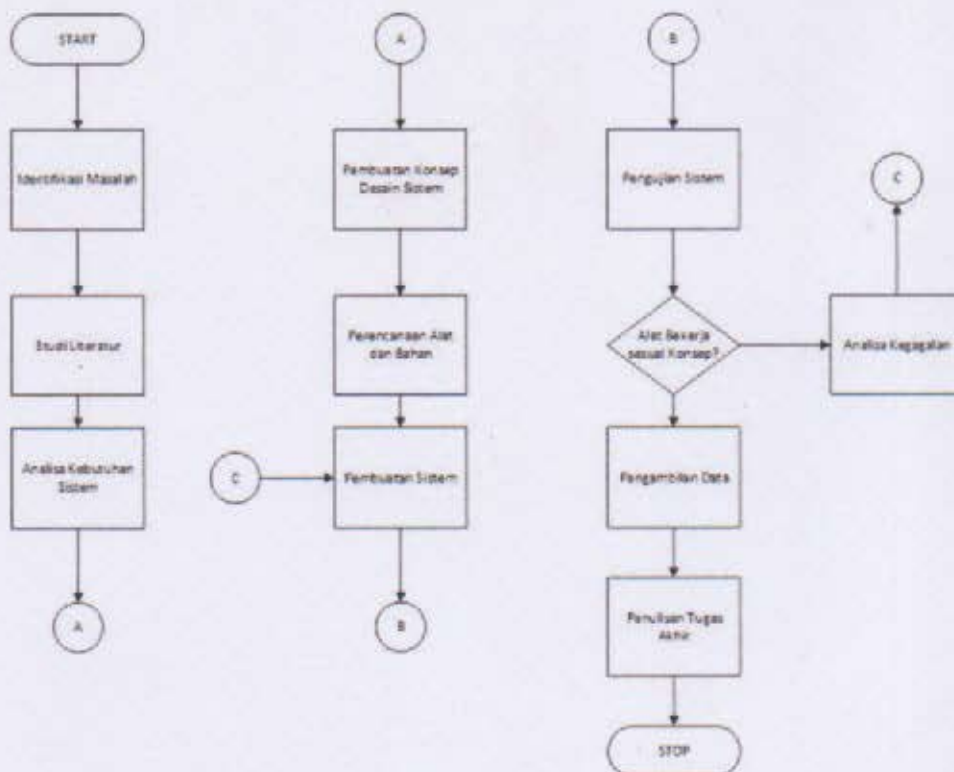 START
Identifikasi Masalah
Studi Literatur
Analisa Kebutuhan
Sistem
A
A
Pembuatan Konsep
Desain Sistem
Perencanaan Alat
dan Bahan
C
Pembuatan Sistem
B
B
Pengujian Sistem
Alat Bekerja
sesuai Konsep?
C
Analisa Kegagalan
Pengambilan Data
Penulisan Tugas
Akhir
STOP